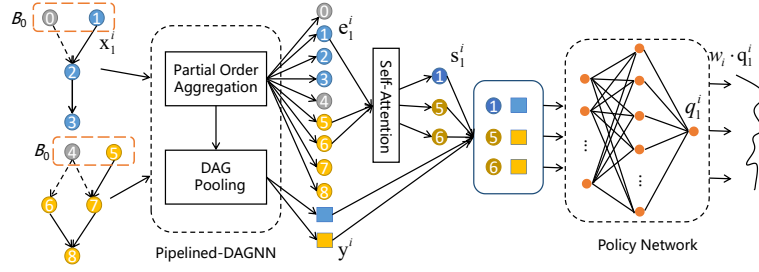 B₀ 0 1
x₁ⁱ
2
3
B₀ 4 5
6 7
8
Partial Order
Aggregation
DAG
Pooling
Pipelined-DAGNN
0
1
2
3
4
5
6
7
8
e₁ⁱ
yⁱ
Self-Attention
s₁ⁱ
1
5
6
1
5
6
...
...
q₁ⁱ
Policy Network
wᵢ · q₁ⁱ